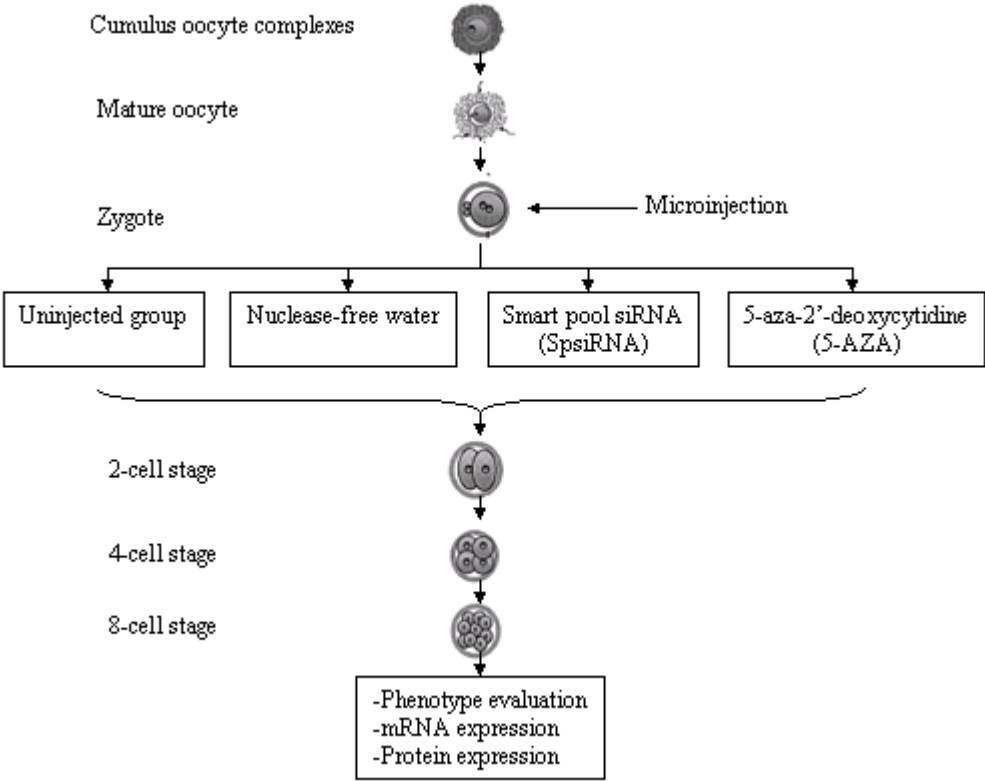 Cumulus oocyte complexes
Mature oocyte
Zygote
Microinjection
Uninjected group
Nuclease-free water
Smart pool siRNA
(SpsiRNA)
5-aza-2’-deoxycytidine
(5-AZA)
2-cell stage
4-cell stage
8-cell stage
-Phenotype evaluation
-mRNA expression
-Protein expression